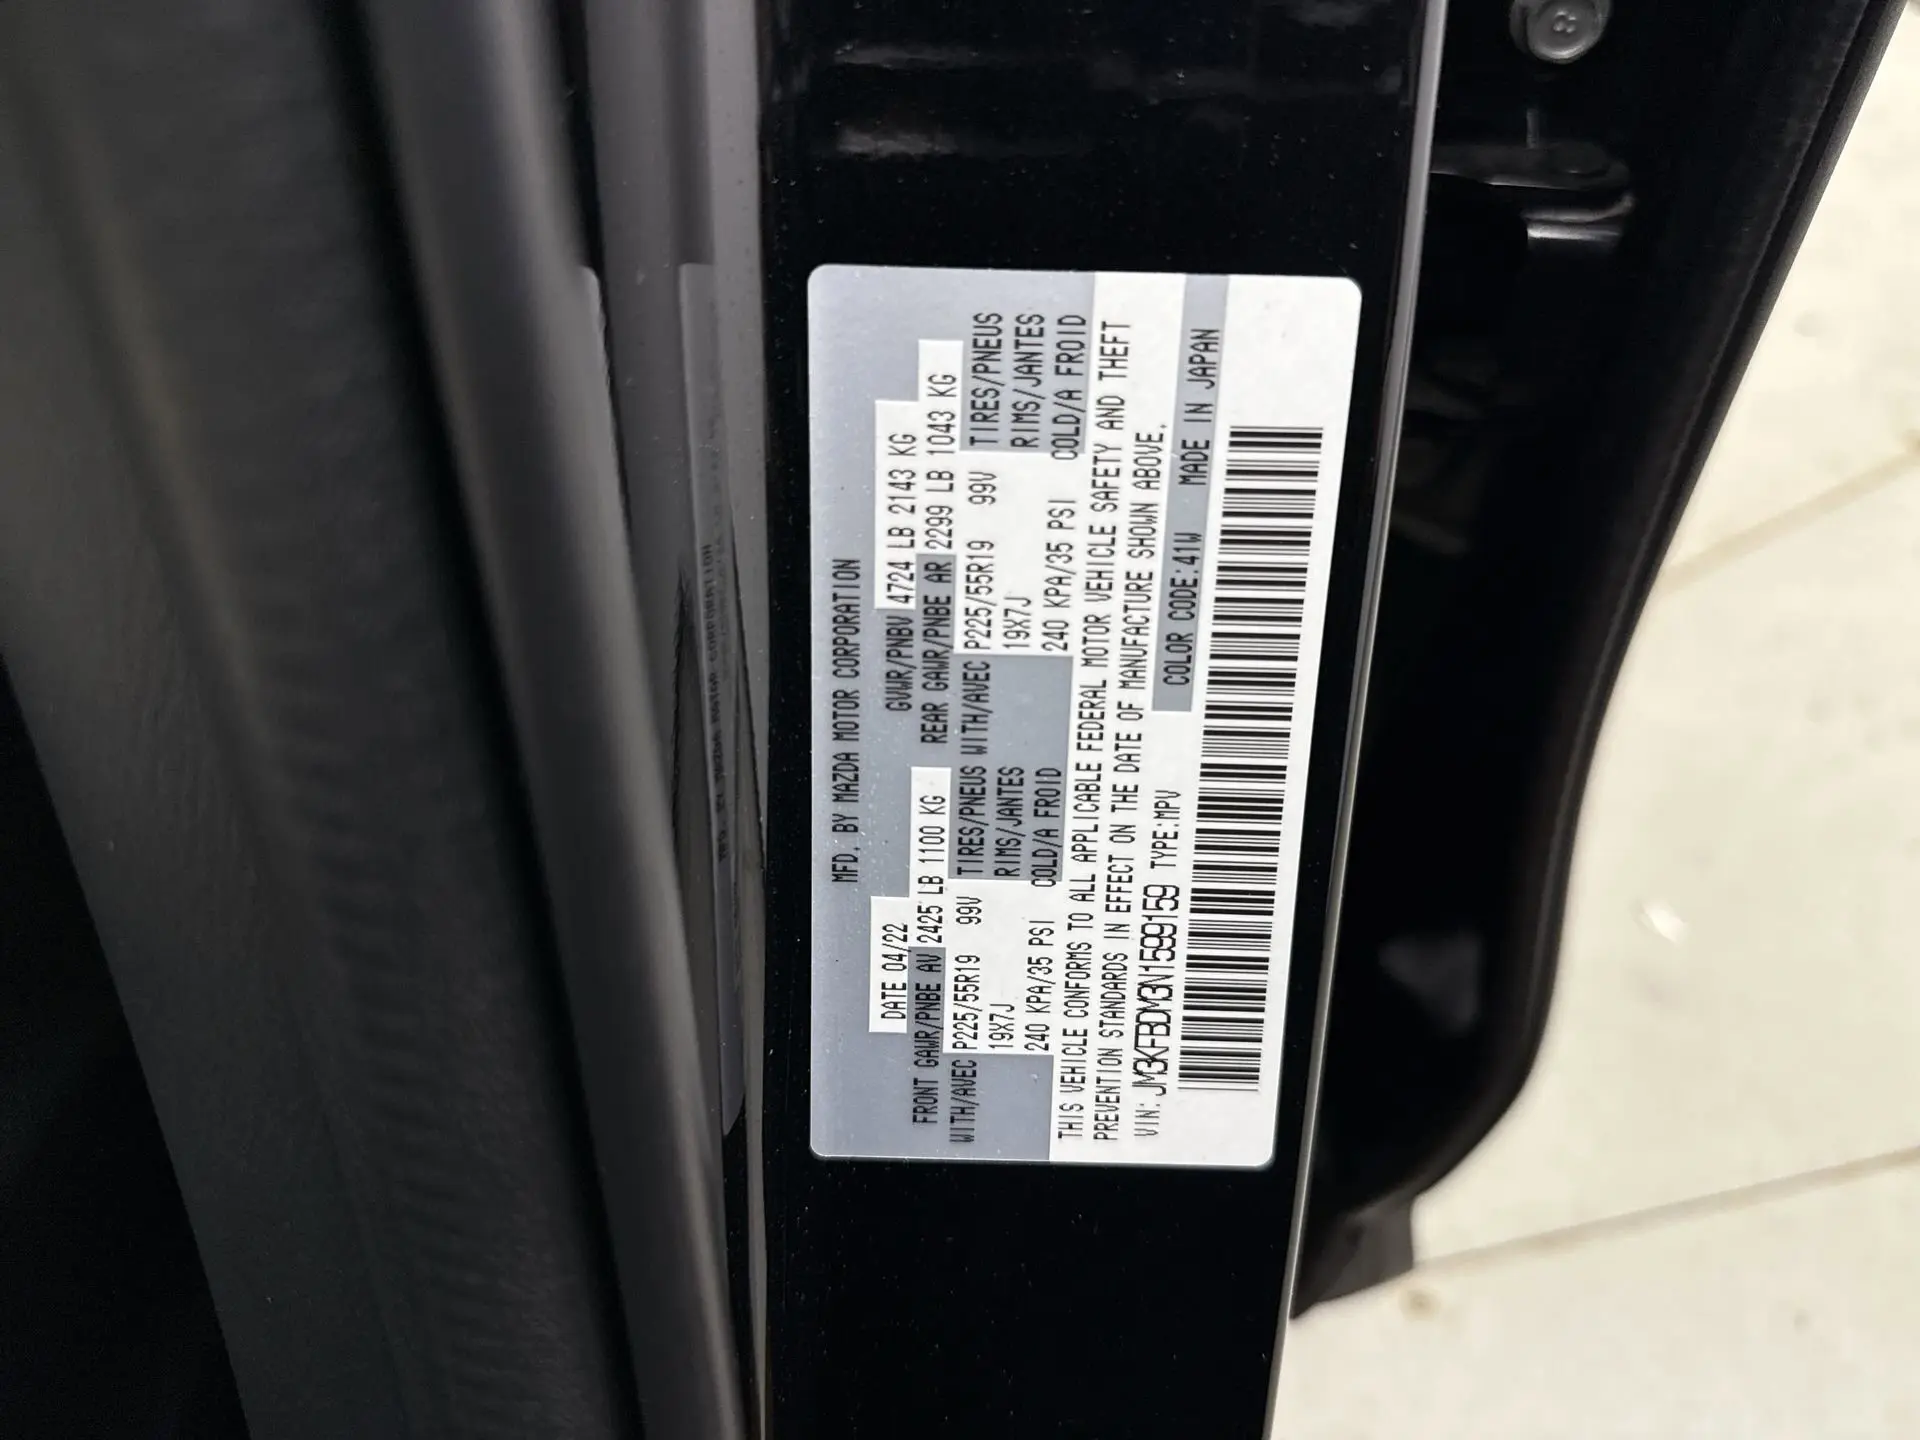 MFD. BY MAZDA MOTOR CORPORATION
DATE 04/22 GVWR/PNBV 4724 LB 2143 KG
FRONT GAWR/PNBE AV 2425 LB 1100 KG REAR GAWR/PNBE AR 2299 LB 1043 KG
WITH/AVEC P225/55R19 99V TIRES/PNEUS WITH/AVEC P225/55R19 99V TIRES/PNEUS
19X7J RIMS/JANTES 19X7J RIMS/JANTES
240 KPA/35 PSI COLD/A FROID 240 KPA/35 PSI COLD/A FROID
THIS VEHICLE CONFORMS TO ALL APPLICABLE FEDERAL MOTOR VEHICLE SAFETY AND THEFT
PREVENTION STANDARDS IN EFFECT ON THE DATE OF MANUFACTURE SHOWN ABOVE.
VIN: JM3KFBDM3N1599159 TYPE:MPV COLOR CODE:41W MADE IN JAPAN
8